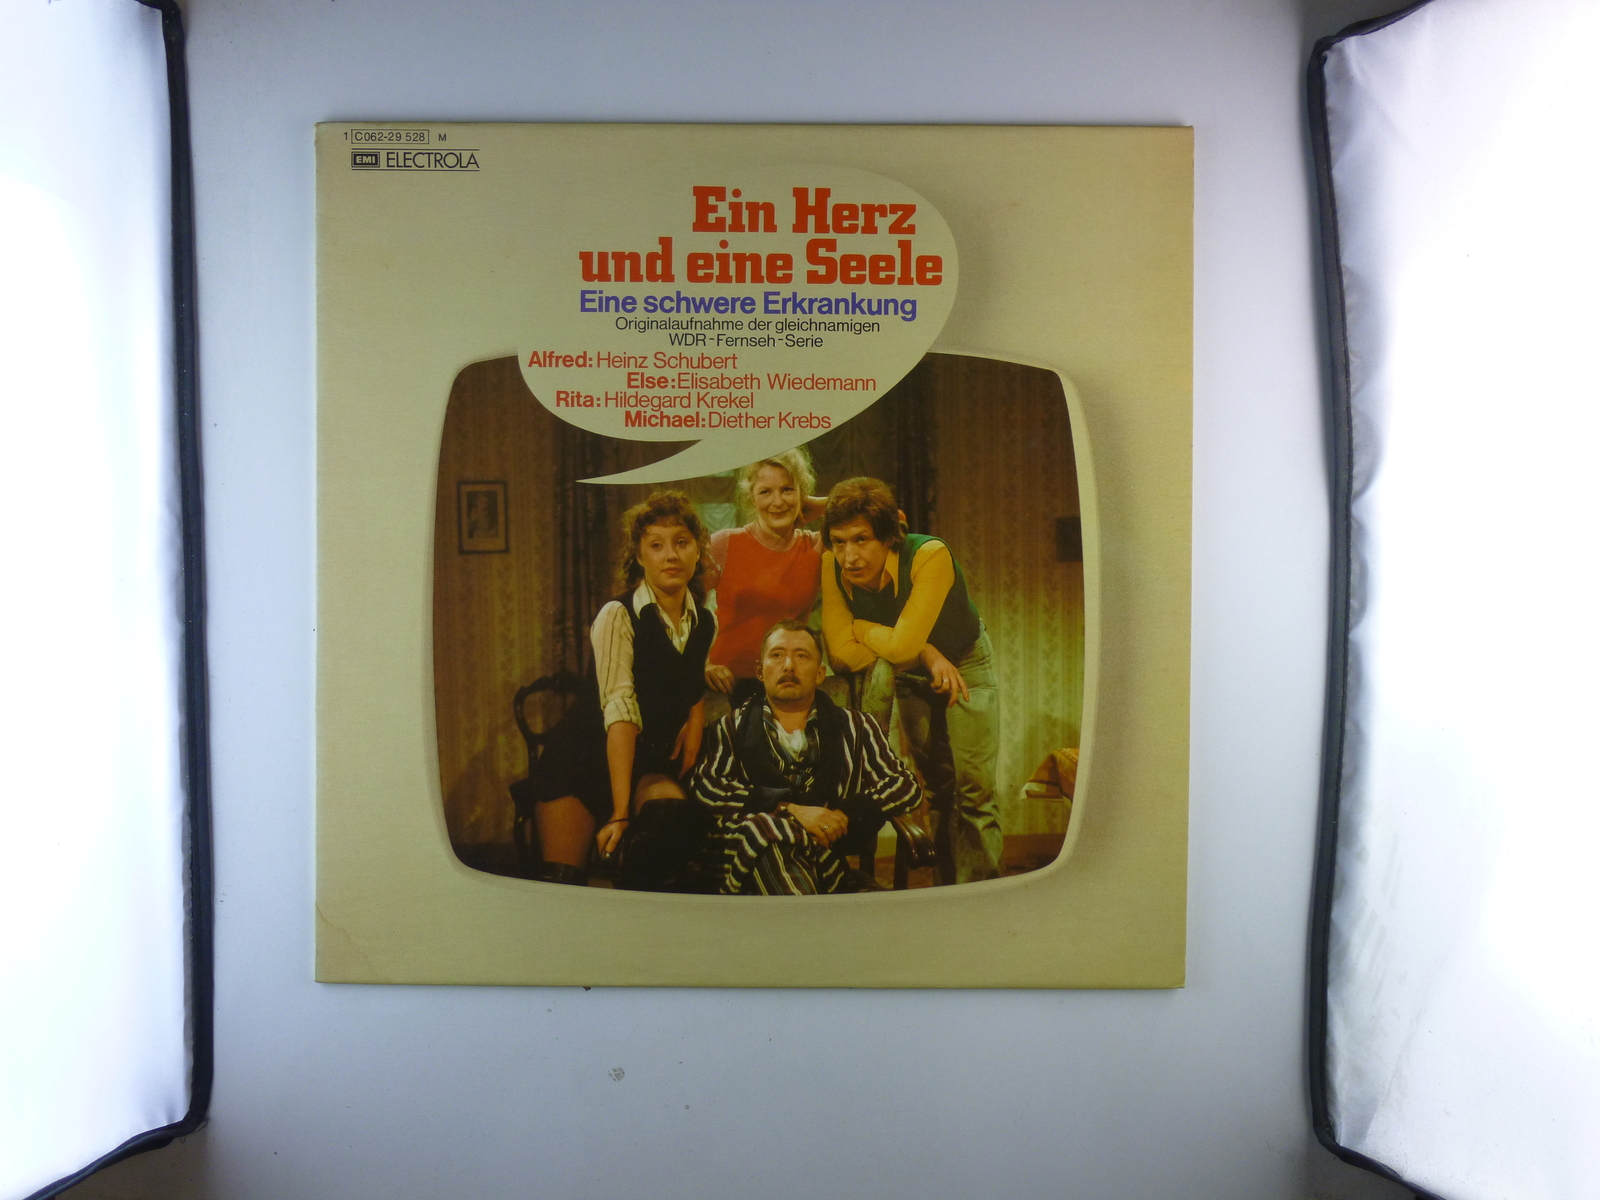 1 C062-29 528 M
EMI ELECTROLA
Ein Herz
und eine Seele
Eine schwere Erkrankung
Originalaufnahme der gleichnamigen
WDR-Fernseh-Serie
Alfred: Heinz Schubert
Else: Elisabeth Wiedemann
Rita: Hildegard Krekel
Michael: Diether Krebs